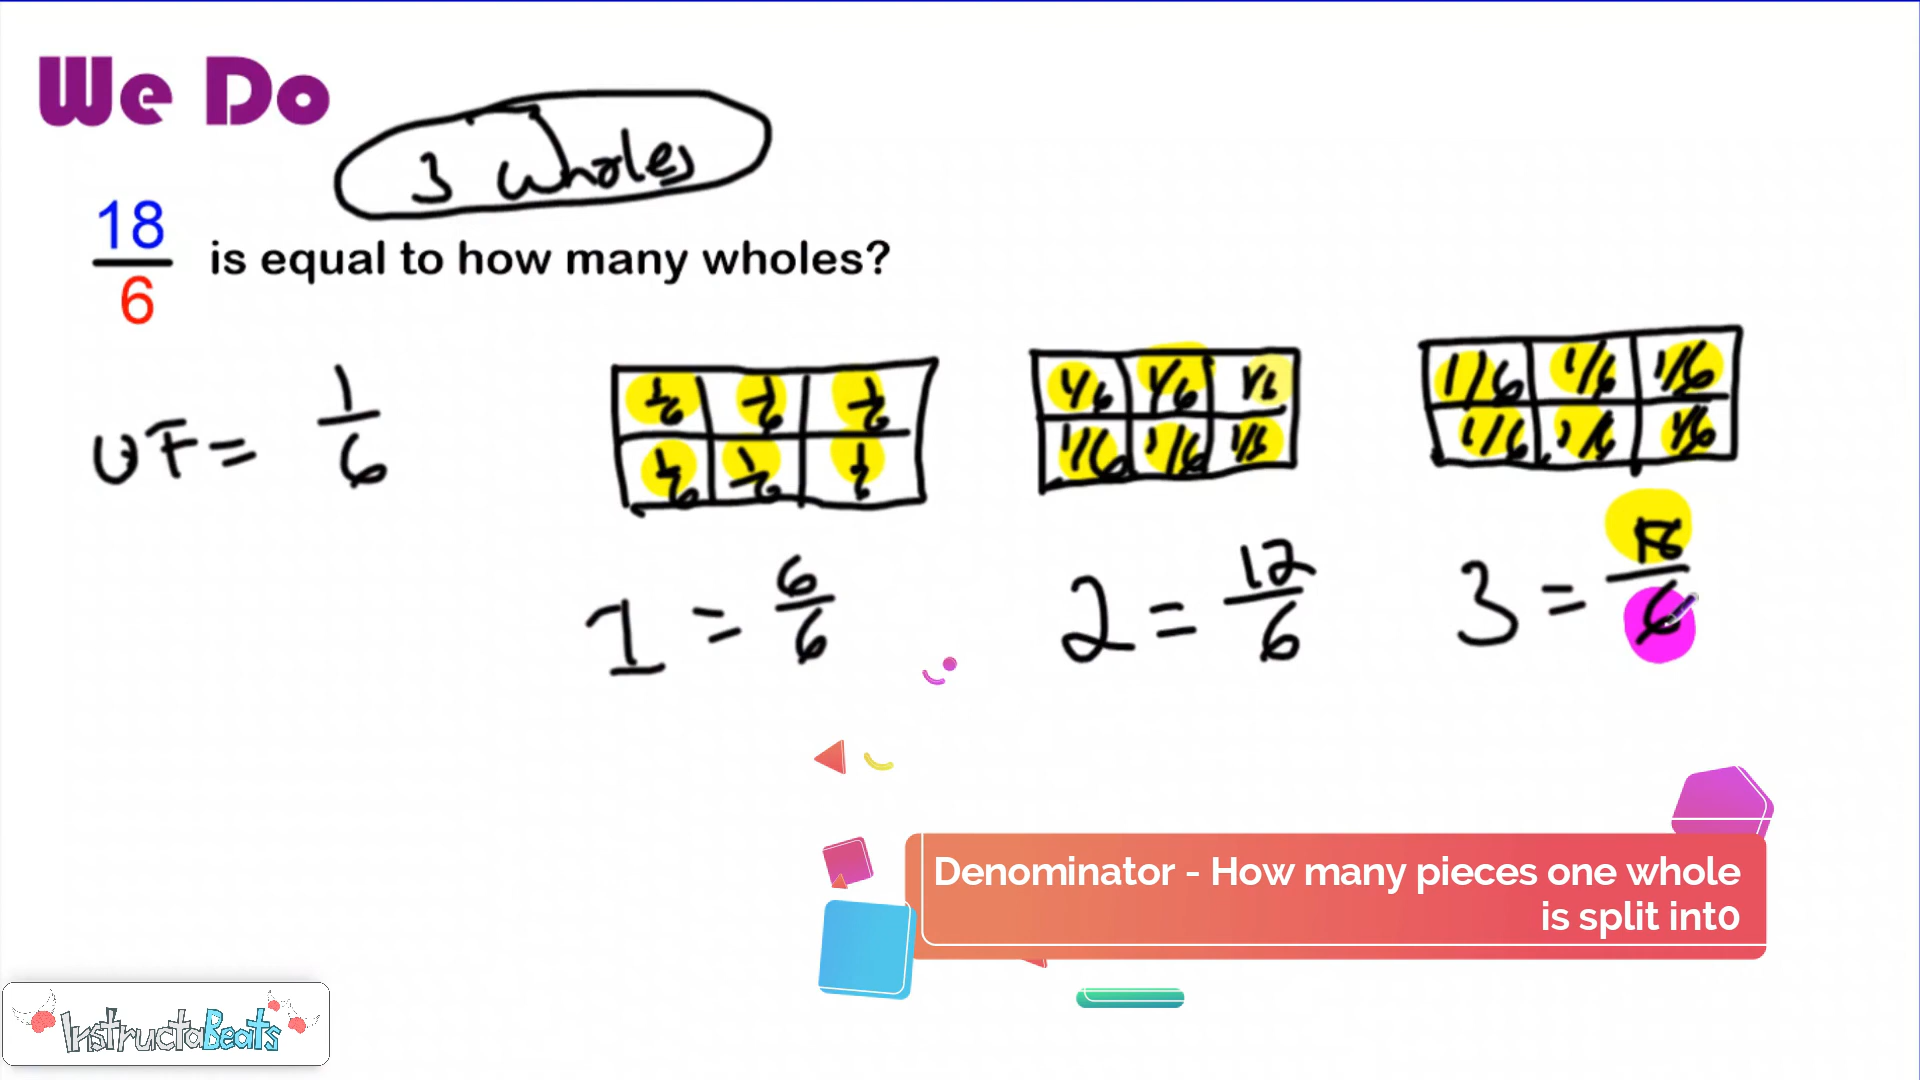 We Do
3 wholes
18
6
is equal to how many wholes?
UF = 1/6
1/6 1/6 1/6
1/6 1/6 1/6
1/6 1/6 1/6
1/6 1/6 1/6
1/6 1/6 1/6
1/6 1/6 1/6
1 = 6/6
2 = 12/6
3 = 18/6
Denominator - How many pieces one whole
is split into
InstructaBeats